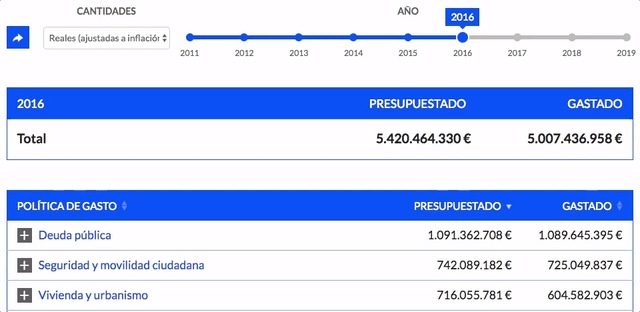 CANTIDADES AÑO
2016
Reales (ajustadas a inflación
2011 2012 2013 2014 2015 2016 2017 2018 2019
2016 PRESUPUESTADO GASTADO
Total 5.420.464.330 € 5.007.436.958 €
POLÍTICA DE GASTO PRESUPUESTADO GASTADO
Deuda pública 1.091.362.708 € 1.089.645.395 €
Seguridad y movilidad ciudadana 742.089.182 € 725.049.837 €
Vivienda y urbanismo 716.055.781 € 604.582.903 €